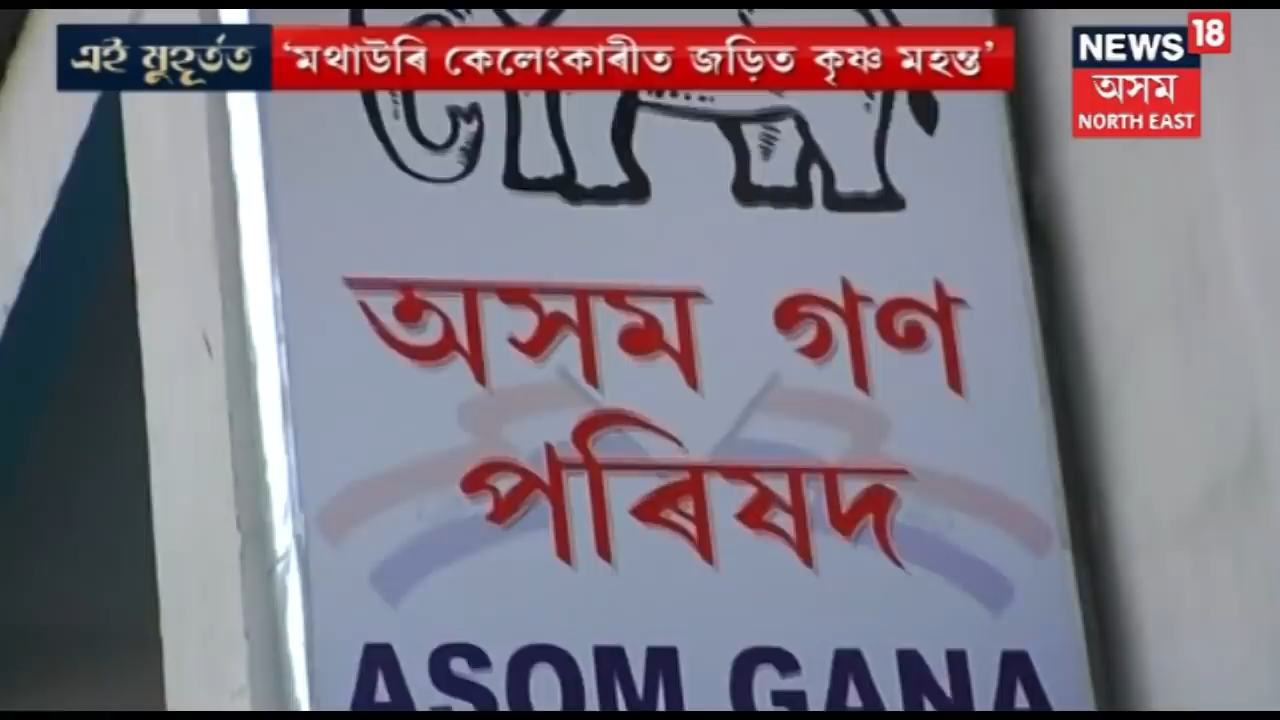 এই মুহূৰ্তত
‘মথাউৰি কেলেংকাৰীত জড়িত কৃষ্ণ মহন্ত’
NEWS 18
অসম
NORTH EAST
অসম গণ
পৰিষদ
ASOM GANA